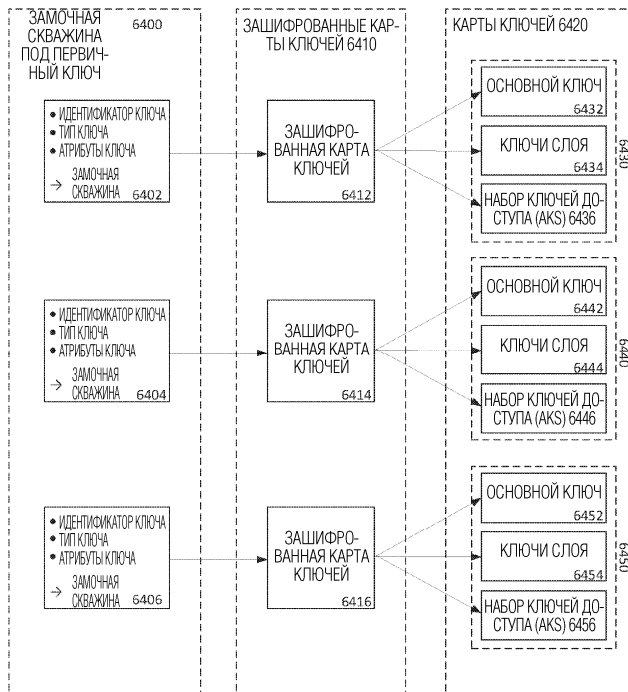 ЗАМОЧНАЯ
СКВАЖИНА 6400
ПОД ПЕРВИЧ-
НЫЙ КЛЮЧ
ЗАШИФРОВАННЫЕ КАР-
ТЫ КЛЮЧЕЙ 6410
КАРТЫ КЛЮЧЕЙ 6420
• ИДЕНТИФИКАТОР КЛЮЧА
• ТИП КЛЮЧА
• АТРИБУТЫ КЛЮЧА
→ ЗАМОЧНАЯ
СКВАЖИНА 6402
ЗАШИФРО-
ВАННАЯ КАРТА
КЛЮЧЕЙ
6412
ОСНОВНОЙ КЛЮЧ
6432
КЛЮЧИ СЛОЯ
6434
НАБОР КЛЮЧЕЙ ДО-
СТУПА (AKS) 6436
6430
• ИДЕНТИФИКАТОР КЛЮЧА
• ТИП КЛЮЧА
• АТРИБУТЫ КЛЮЧА
→ ЗАМОЧНАЯ
СКВАЖИНА 6404
ЗАШИФРО-
ВАННАЯ КАРТА
КЛЮЧЕЙ
6414
ОСНОВНОЙ КЛЮЧ
6442
КЛЮЧИ СЛОЯ
6444
НАБОР КЛЮЧЕЙ ДО-
СТУПА (AKS) 6446
6440
• ИДЕНТИФИКАТОР КЛЮЧА
• ТИП КЛЮЧА
• АТРИБУТЫ КЛЮЧА
→ ЗАМОЧНАЯ
СКВАЖИНА 6406
ЗАШИФРО-
ВАННАЯ КАРТА
КЛЮЧЕЙ
6416
ОСНОВНОЙ КЛЮЧ
6452
КЛЮЧИ СЛОЯ
6454
НАБОР КЛЮЧЕЙ ДО-
СТУПА (AKS) 6456
6450